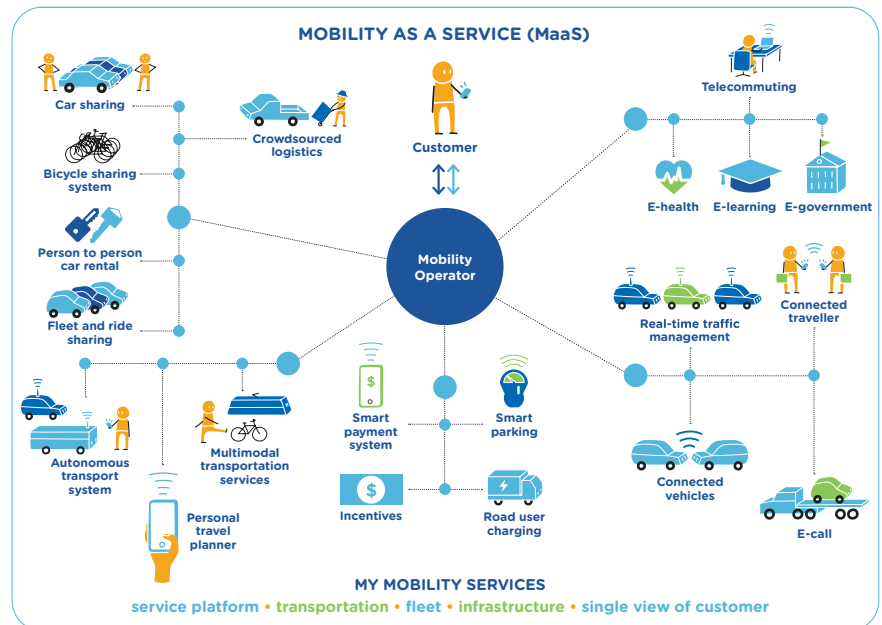 MOBILITY AS A SERVICE (MaaS)
Car sharing
Crowdsourced
logistics
Bicycle sharing
system
Person to person
car rental
Fleet and ride
sharing
Customer
Mobility
Operator
Telecommuting
E-health
E-learning
E-government
Real-time traffic
management
Connected
traveller
Connected
vehicles
E-call
Autonomous
transport
system
Personal
travel
planner
Multimodal
transportation
services
$
Smart
payment
system
Smart
parking
$
Incentives
Road user
charging
MY MOBILITY SERVICES
service platform • transportation • fleet • infrastructure • single view of customer